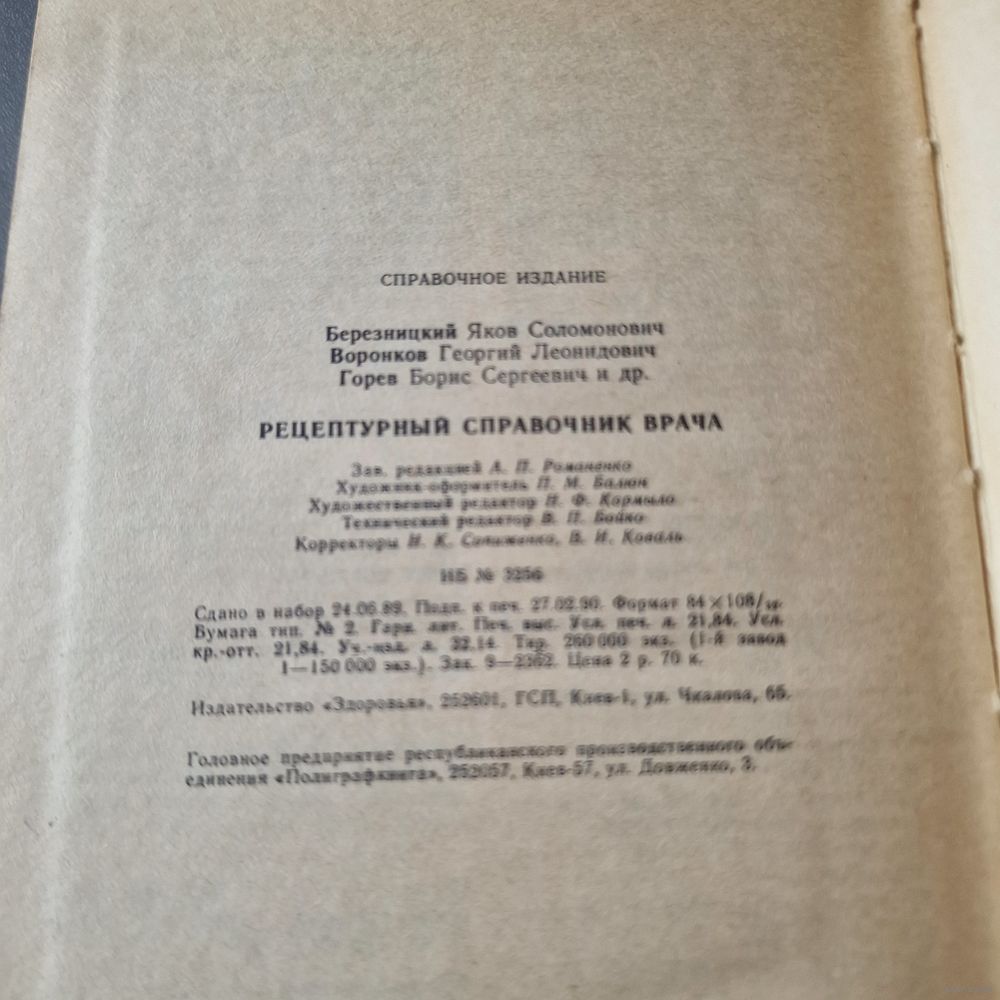 СПРАВОЧНОЕ ИЗДАНИЕ
Березницкий Яков Соломонович
Воронков Георгий Леонидович
Горев Борис Сергеевич и др.
РЕЦЕПТУРНЫЙ СПРАВОЧНИК ВРАЧА
Зав. редакцией А. П. Романенко
Художник-оформитель П. М. Балюн
Художественный редактор Н. Ф. Кормыло
Технический редактор В. П. Бойко
Корректоры И. К. Сапиженко, В. И. Коваль
ИБ № 3256
Сдано в набор 24.06.89. Подп. к печ. 27.02.90. Формат 84×108/
Бумага тип. № 2. Гарн. лит. Печ. выс. Усл. печ. л. 21,84. Усл.
кр.-отт. 21,84. Уч.-изд. л. 32.14. Тир. 260 000 экз. (1-й завод
1—150 000 экз.). Зак. 9—2362. Цена 2 р. 70 к.
Издательство «Здоровья», 252601, ГСП, Киев-1, ул. Чкалова, 65.
Головное предприятие республиканского производственного объ-
единения «Полиграфкнига», 252057, Киев-57, ул. Довженко, 3.